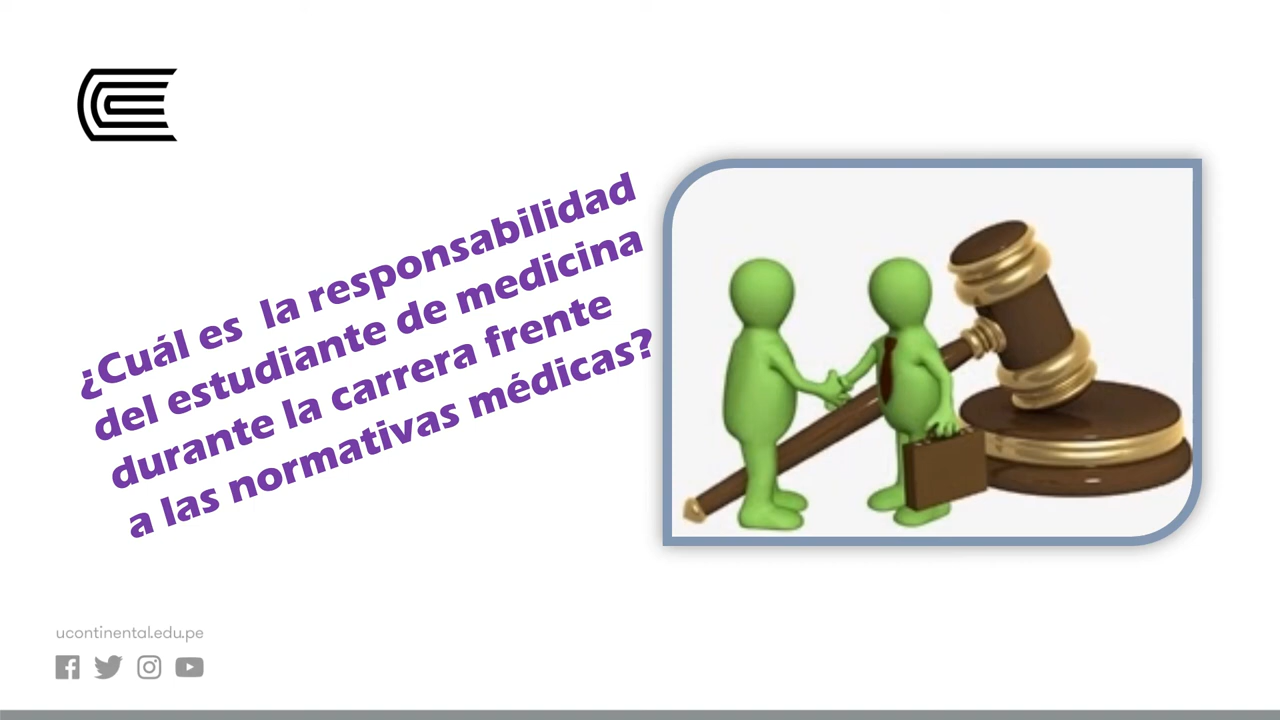 ¿Cuál es  la responsabilidad
del estudiante de medicina
durante la carrera frente
a las normativas médicas?
ucontinental.edu.pe